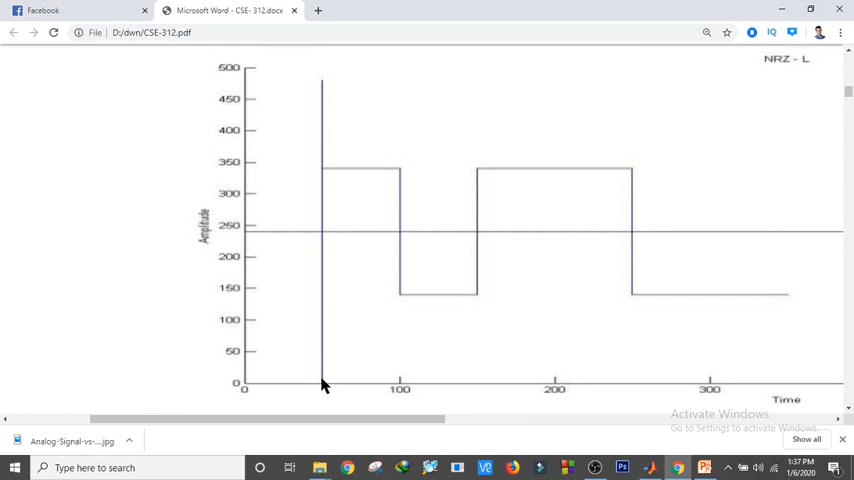 Facebook
Microsoft Word - CSE- 312.docx
File
D:/dwn/CSE-312.pdf
NRZ - L
500
450
400
350
300
250
200
150
100
50
0
Amplitude
0
100
200
300
Time
Activate Windows
Go to Settings to activate Windows.
Analog-Signal-vs-....jpg
Show all
Type here to search
1:37 PM
1/6/2020